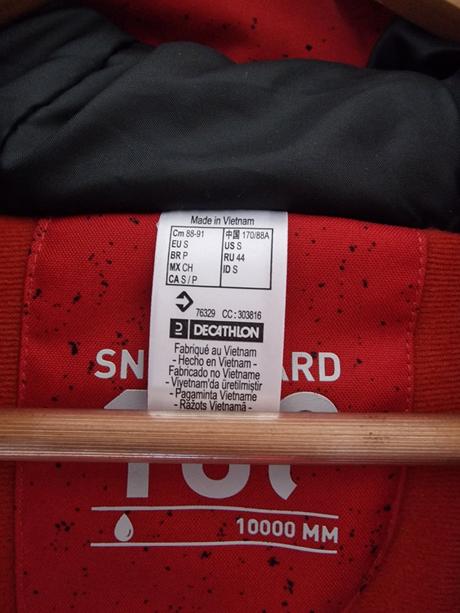 Made in Vietnam
Cm 88-91 中国 170/88A
EU S US S
BR P RU 44
MX CH ID S
CA S / P
76329 CC : 303816
DECATHLON
Fabriqué au Vietnam
- Hecho en Vietnam -
Fabricado no Vietname
- Viyetnam'da üretilmiştir
- Pagaminta Vietname
- Ražots Vjetnamā -
SN ARD
10000 MM